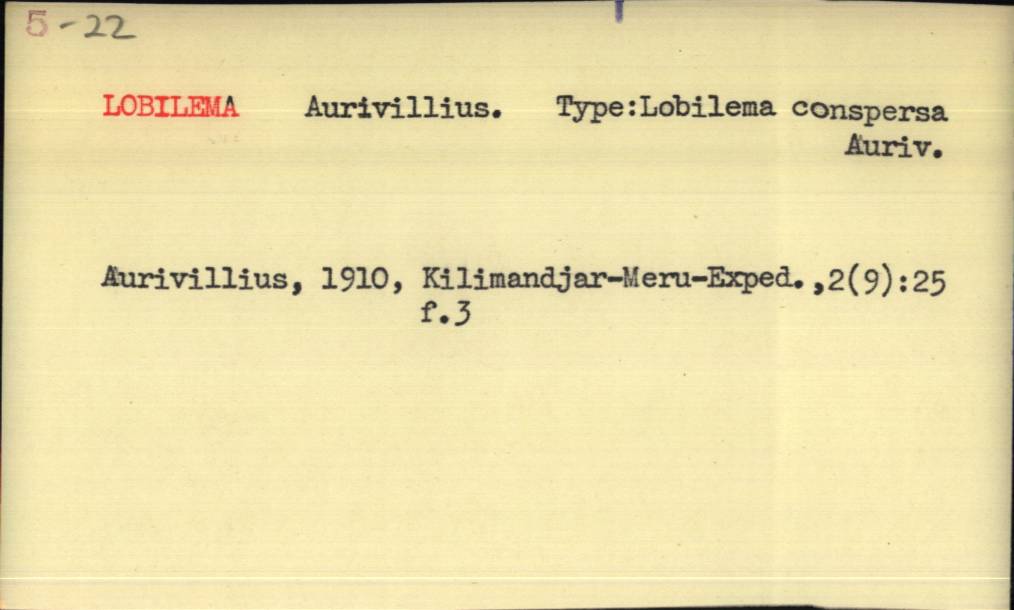 5-22
LOBILEMA Aurivillius. Type:Lobilema conspersa
Auriv.
Aurivillius, 1910, Kilimandjar-Meru-Exped.,2(9):25
f.3